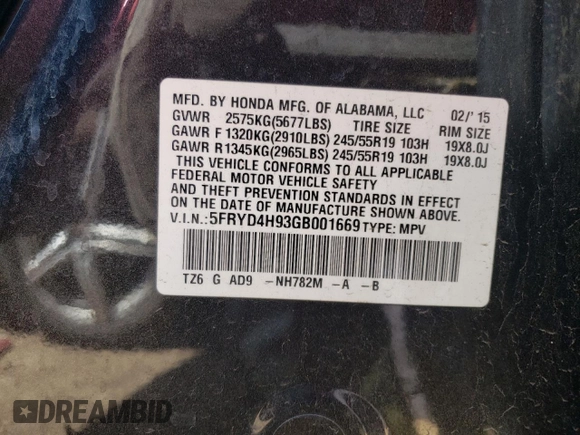 MFD. BY HONDA MFG. OF ALABAMA, LLC 02/'15
GVWR 2575KG(5677LBS) TIRE SIZE RIM SIZE
GAWR F 1320KG(2910LBS) 245/55R19 103H 19X8.0J
GAWR R 1345KG(2965LBS) 245/55R19 103H 19X8.0J
THIS VEHICLE CONFORMS TO ALL APPLICABLE
FEDERAL MOTOR VEHICLE SAFETY
AND THEFT PREVENTION STANDARDS IN EFFECT
ON THE DATE OF MANUFACTURE SHOWN ABOVE.
V.I.N.: 5FRYD4H93GB001669 TYPE: MPV
TZ6 G AD9 -NH782M -A -B
DREAMBID